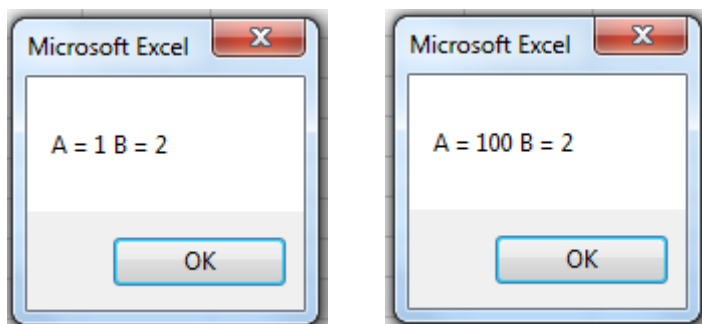 Microsoft Excel
A = 1 B = 2
OK
Microsoft Excel
A = 100 B = 2
OK